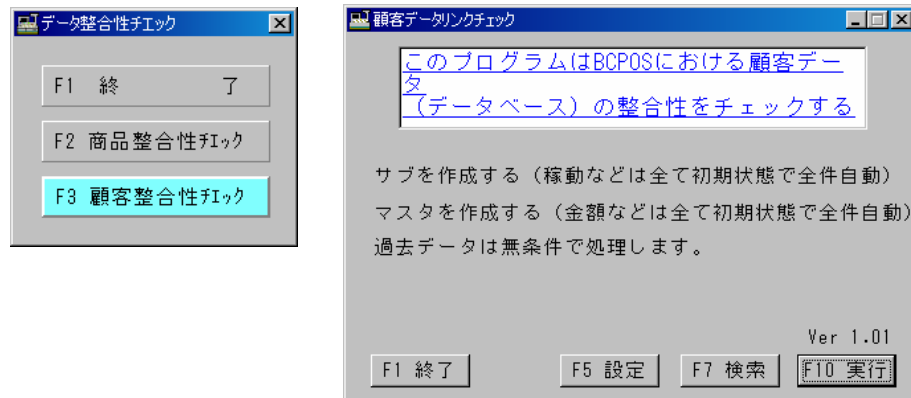 データ整合性チェック
F1 終 了
F2 商品整合性ﾁｪｯｸ
F3 顧客整合性ﾁｪｯｸ
顧客データリンクチェック
このプログラムはBCPOSにおける顧客デー
タ
（データベース）の整合性をチェックする
サブを作成する（稼動などは全て初期状態で全件自動）
マスタを作成する（金額などは全て初期状態で全件自動）
過去データは無条件で処理します。
Ver 1.01
F1 終了
F5 設定
F7 検索
F10 実行